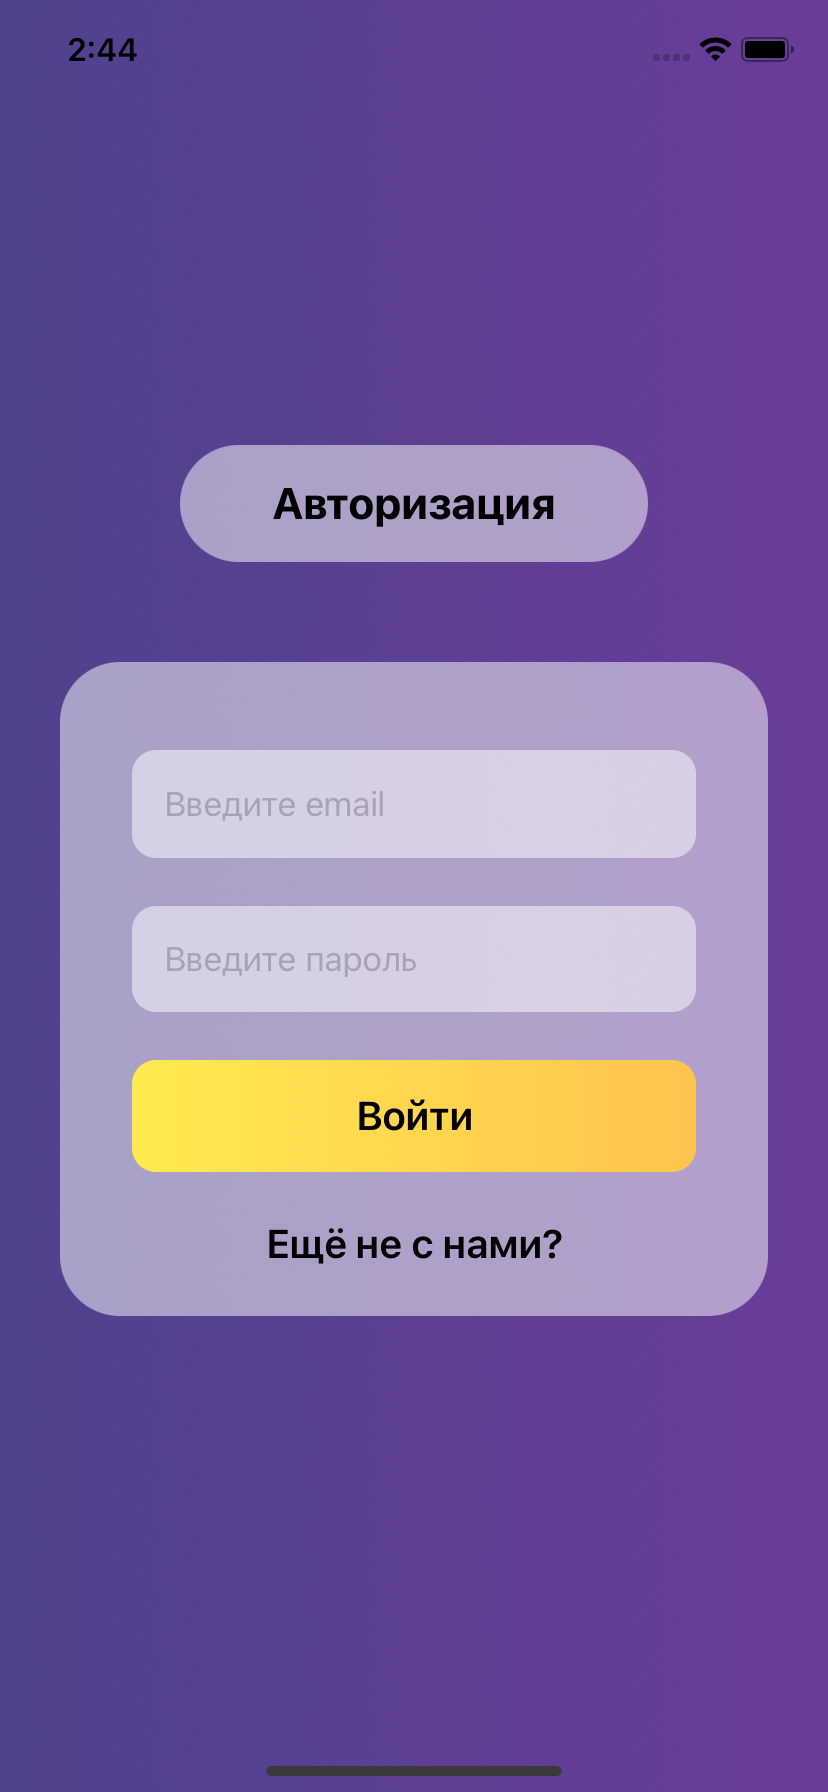 2:44
Авторизация
Введите email
Введите пароль
Войти
Ещё не с нами?